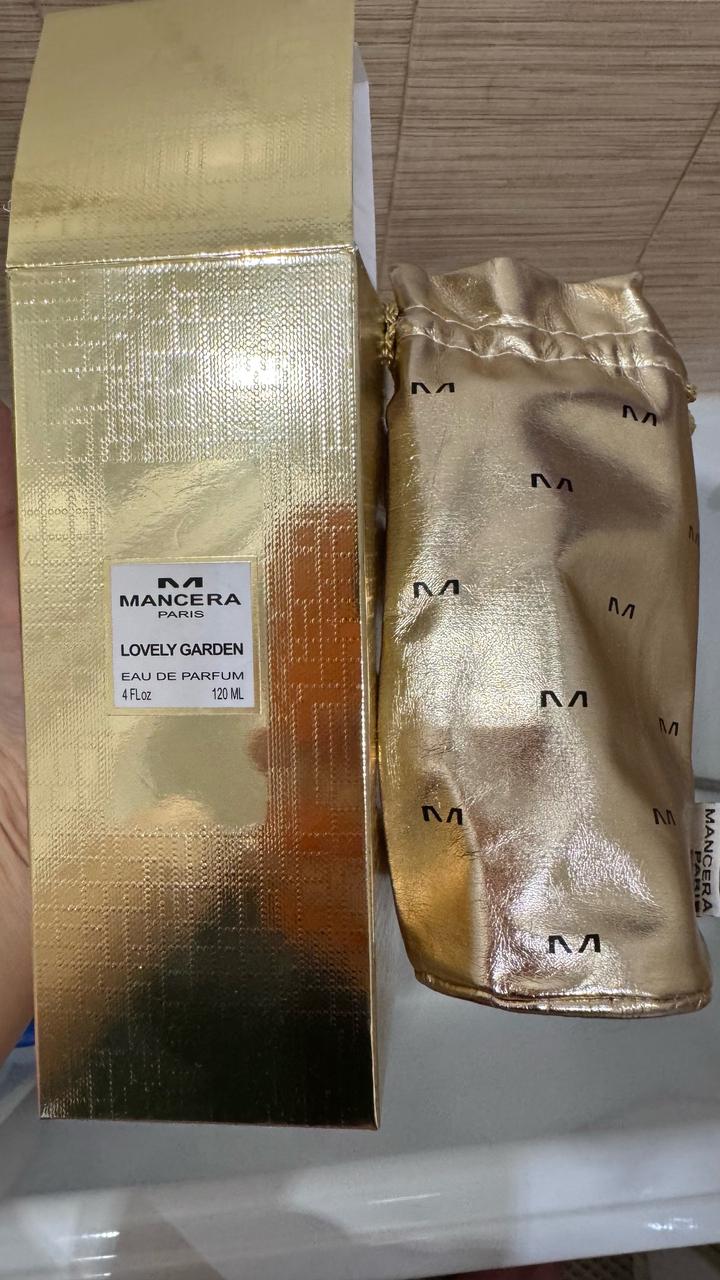 MANCERA
PARIS
LOVELY GARDEN
EAU DE PARFUM
4 FLoz 120 ML
MANCERA
PARIS